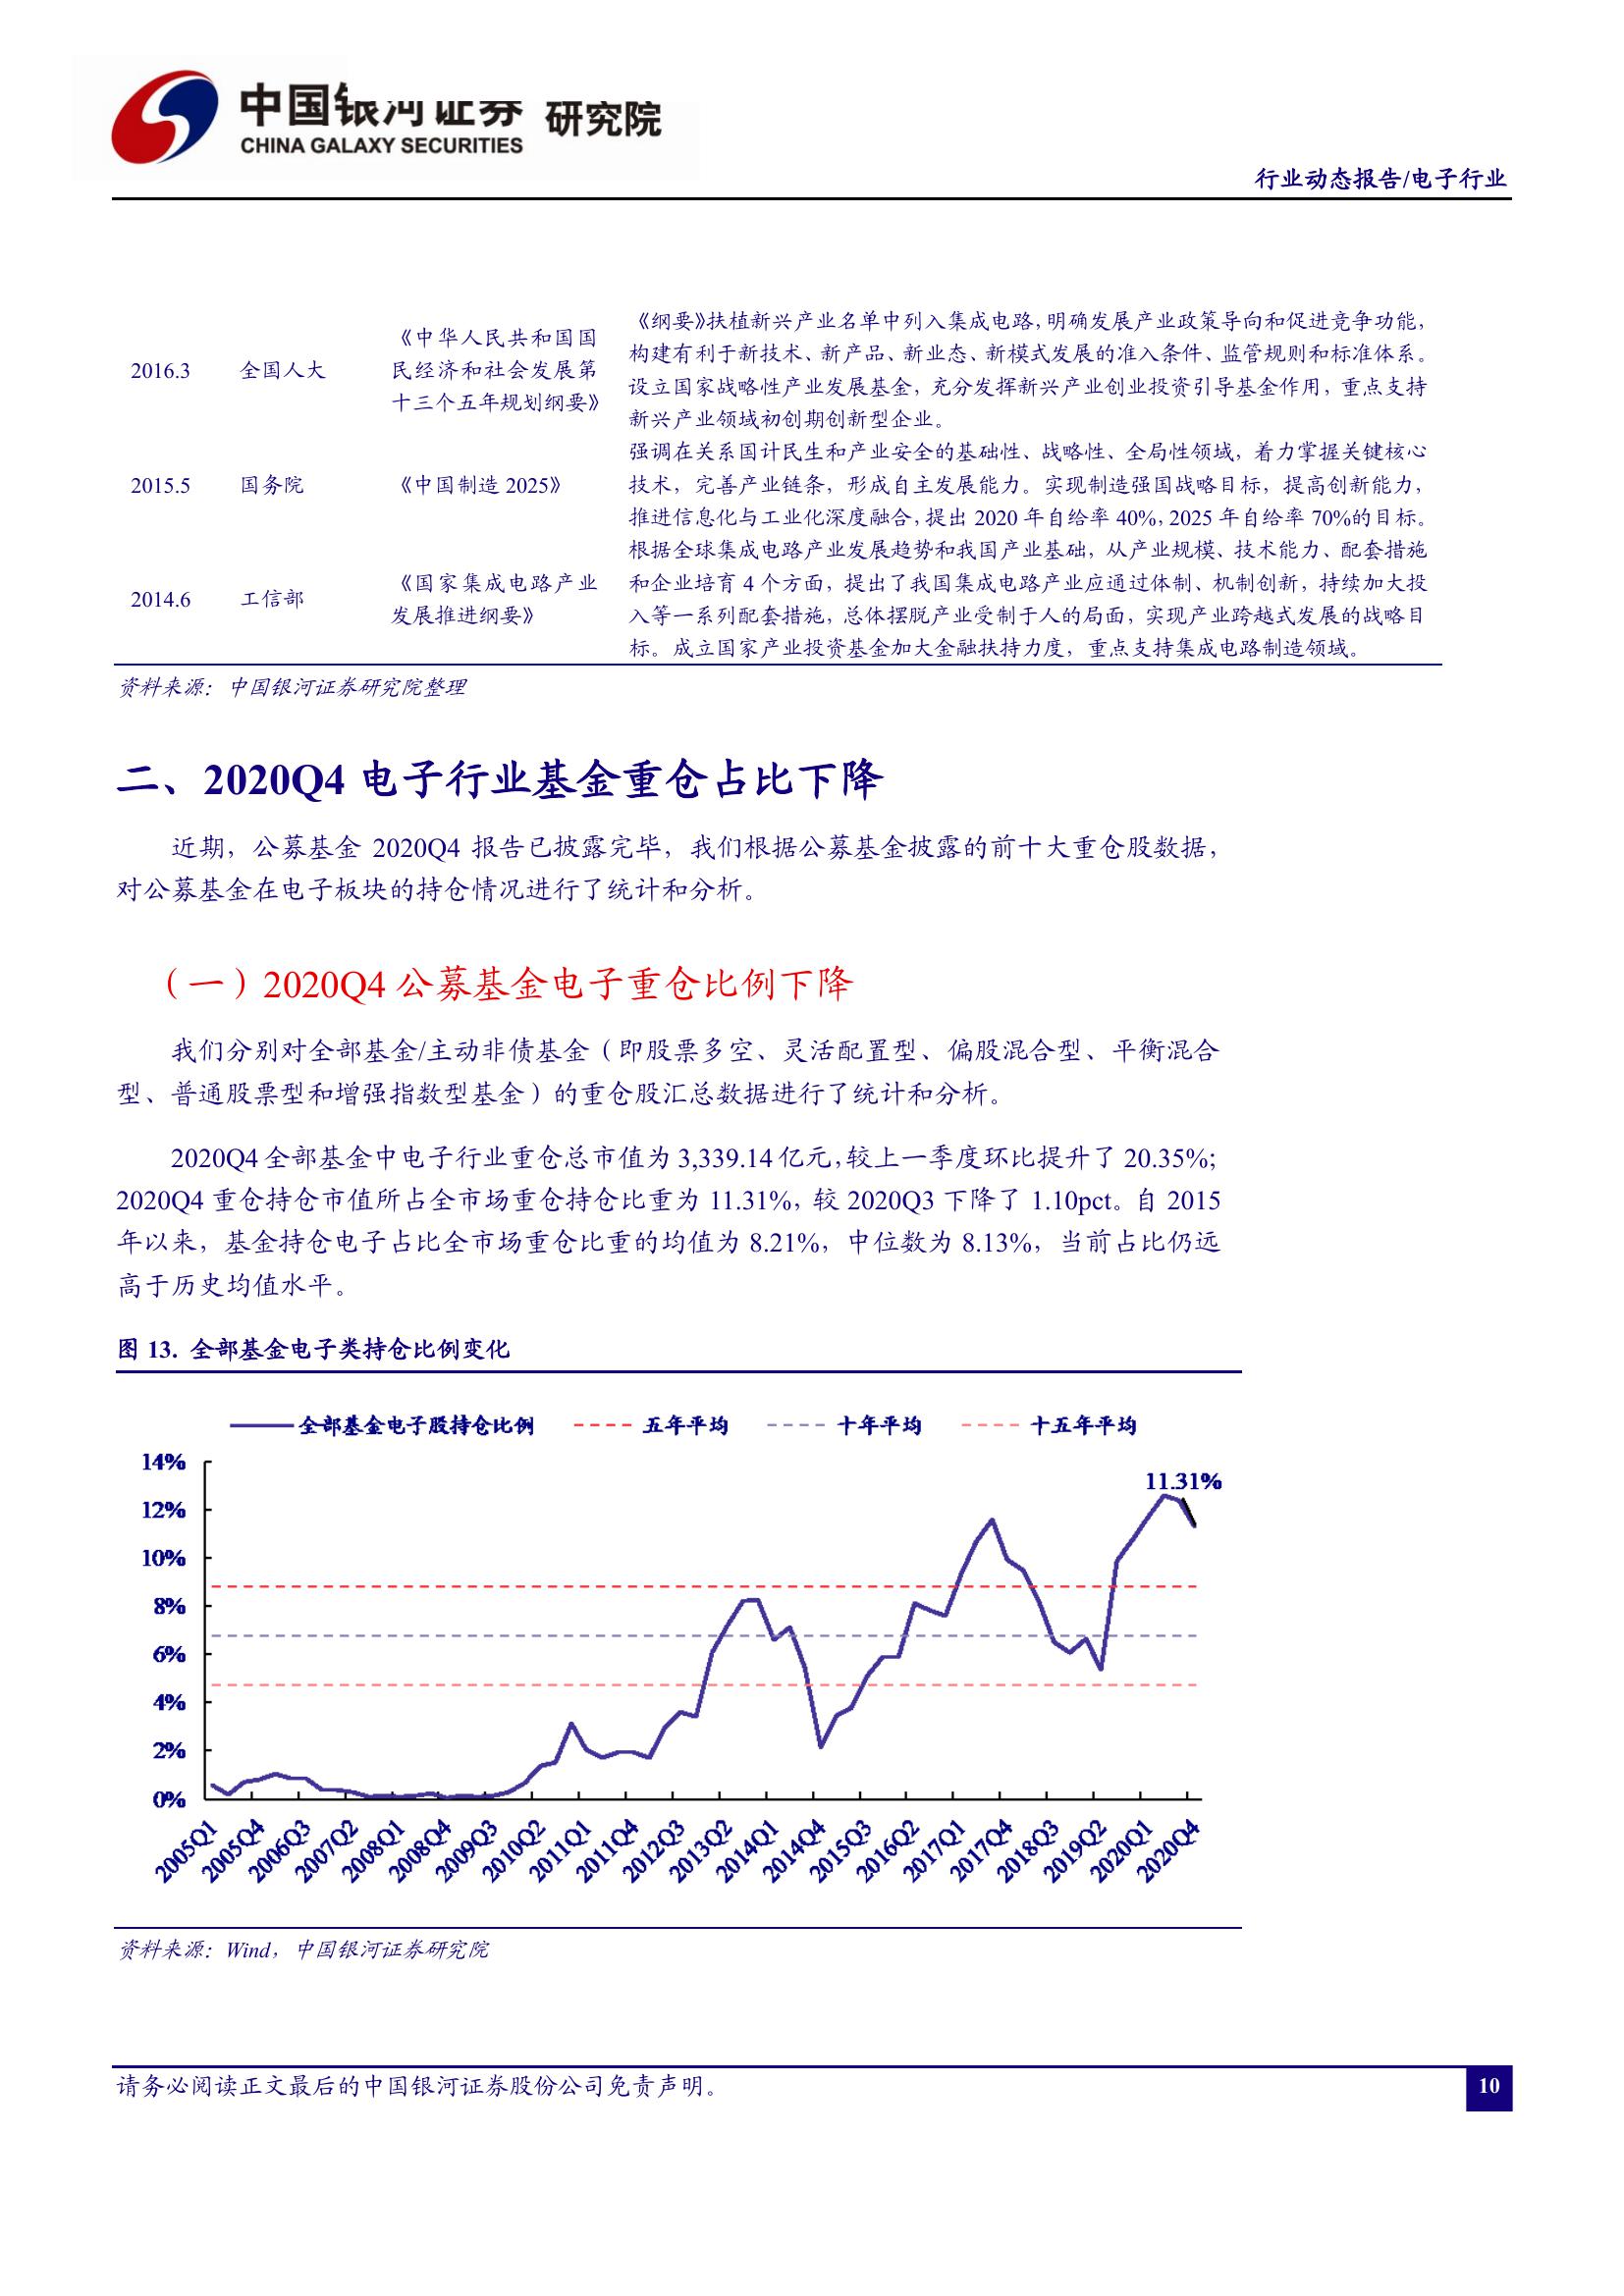 中国银河证券 研究院
CHINA GALAXY SECURITIES
行业动态报告/电子行业
2016.3
全国人大
《中华人民共和国国
民经济和社会发展第
十三个五年规划纲要》
《纲要》扶植新兴产业名单中列入集成电路，明确发展产业政策导向和促进竞争功能，
构建有利于新技术、新产品、新业态、新模式发展的准入条件、监管规则和标准体系。
设立国家战略性产业发展基金，充分发挥新兴产业创业投资引导基金作用，重点支持
新兴产业领域初创期创新型企业。
2015.5
国务院
《中国制造 2025》
强调在关系国计民生和产业安全的基础性、战略性、全局性领域，着力掌握关键核心
技术，完善产业链条，形成自主发展能力。实现制造强国战略目标，提高创新能力，
推进信息化与工业化深度融合，提出 2020 年自给率 40%，2025 年自给率 70%的目标。
2014.6
工信部
《国家集成电路产业
发展推进纲要》
根据全球集成电路产业发展趋势和我国产业基础，从产业规模、技术能力、配套措施
和企业培育 4 个方面，提出了我国集成电路产业应通过体制、机制创新，持续加大投
入等一系列配套措施，总体摆脱产业受制于人的局面，实现产业跨越式发展的战略目
标。成立国家产业投资基金加大金融扶持力度，重点支持集成电路制造领域。
资料来源：中国银河证券研究院整理
二、2020Q4 电子行业基金重仓占比下降
近期，公募基金 2020Q4 报告已披露完毕，我们根据公募基金披露的前十大重仓股数据，
对公募基金在电子板块的持仓情况进行了统计和分析。
（一）2020Q4 公募基金电子重仓比例下降
我们分别对全部基金/主动非债基金（即股票多空、灵活配置型、偏股混合型、平衡混合
型、普通股票型和增强指数型基金）的重仓股汇总数据进行了统计和分析。
2020Q4 全部基金中电子行业重仓总市值为 3,339.14 亿元，较上一季度环比提升了 20.35%；
2020Q4 重仓持仓市值所占全市场重仓持仓比重为 11.31%，较 2020Q3 下降了 1.10pct。自 2015
年以来，基金持仓电子占比全市场重仓比重的均值为 8.21%，中位数为 8.13%，当前占比仍远
高于历史均值水平。
图 13. 全部基金电子类持仓比例变化
全部基金电子股持仓比例 五年平均 十年平均 十五年平均
11.31%
14%
12%
10%
8%
6%
4%
2%
0%
2005Q1 2005Q4 2006Q3 2007Q2 2008Q1 2008Q4 2009Q3 2010Q2 2011Q1 2011Q4 2012Q3 2013Q2 2014Q1 2014Q4 2015Q3 2016Q2 2017Q1 2017Q4 2018Q3 2019Q2 2020Q1 2020Q4
资料来源：Wind，中国银河证券研究院
请务必阅读正文最后的中国银河证券股份公司免责声明。
10